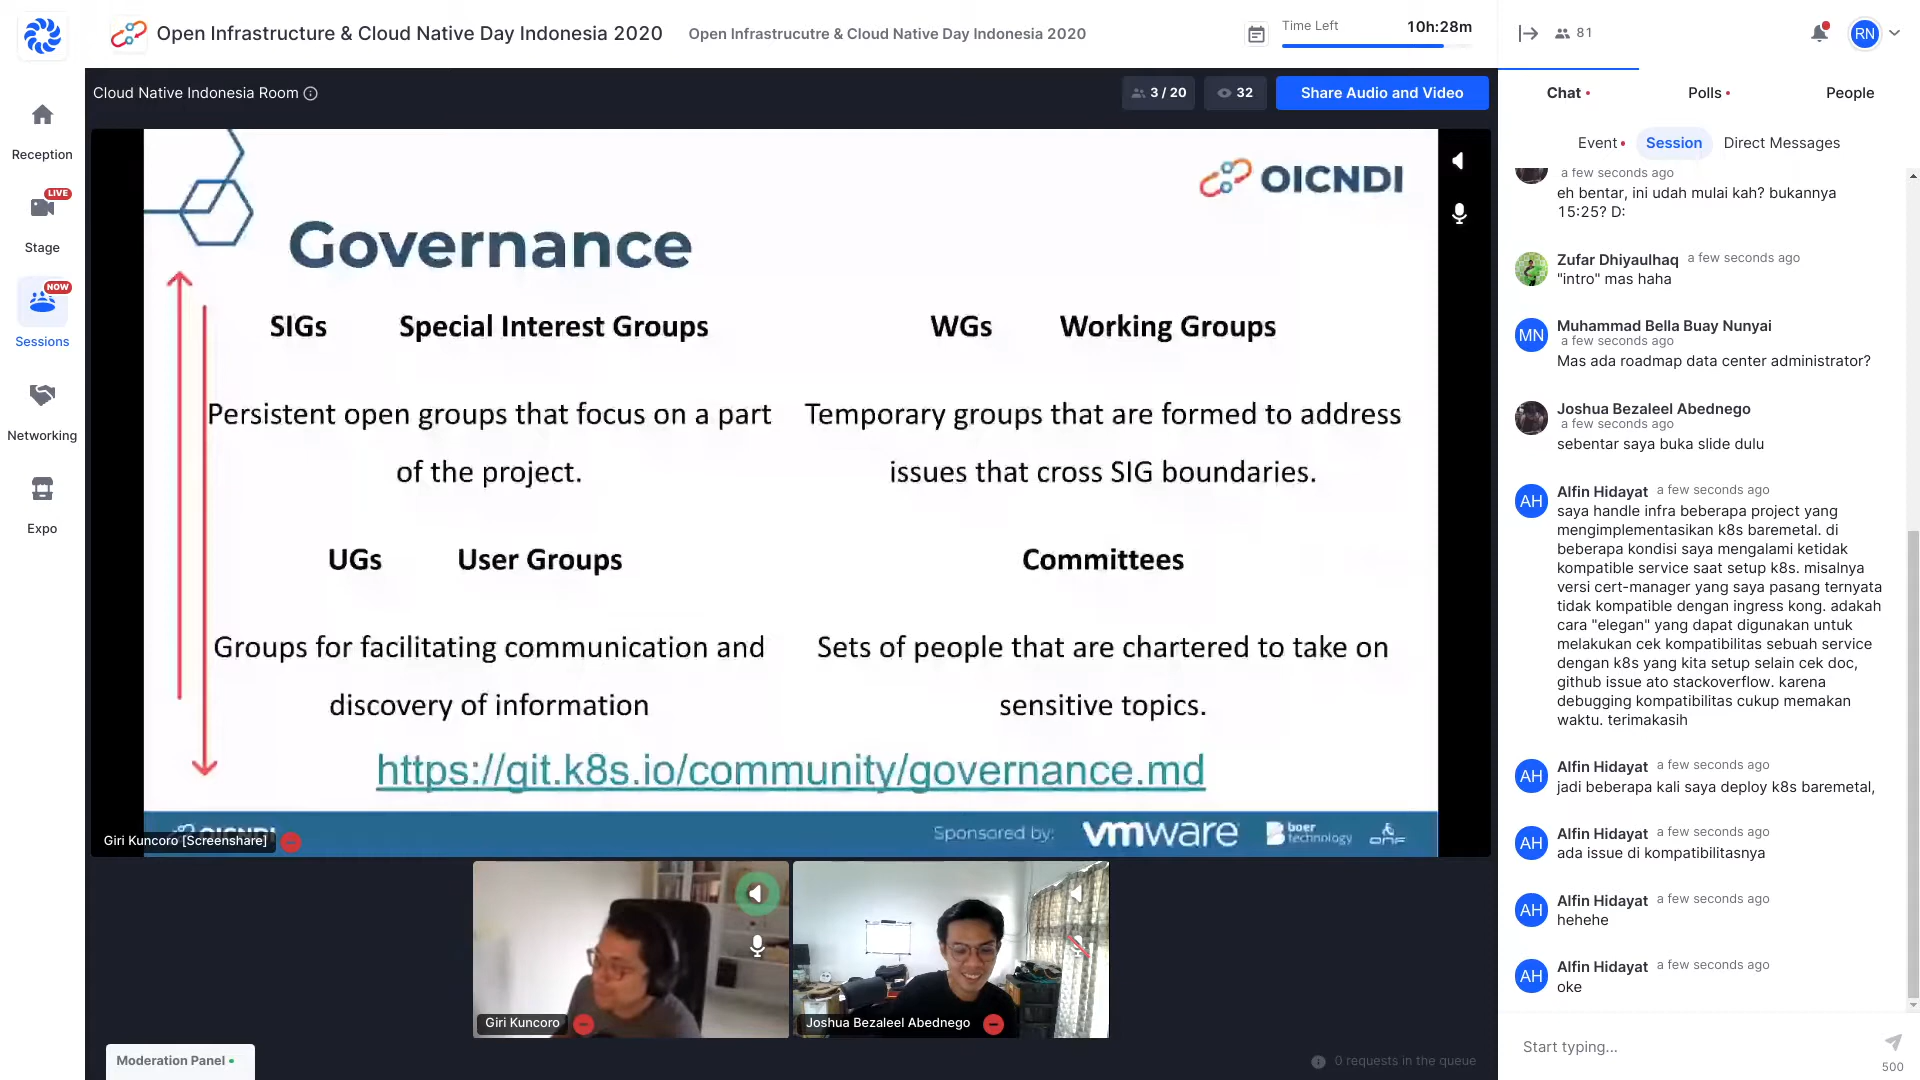 Open Infrastructure & Cloud Native Day Indonesia 2020
Open Infrastrucutre & Cloud Native Day Indonesia 2020
Time Left
10h:28m
81
RN
Reception
LIVE
Stage
NOW
Sessions
Networking
Expo
Cloud Native Indonesia Room
3 / 20
32
Share Audio and Video
OICNDI
Governance
SIGs Special Interest Groups
Persistent open groups that focus on a part
of the project.
WGs Working Groups
Temporary groups that are formed to address
issues that cross SIG boundaries.
UGs User Groups
Groups for facilitating communication and
discovery of information
Committees
Sets of people that are chartered to take on
sensitive topics.
https://git.k8s.io/community/governance.md
OICNDI
Giri Kuncoro [Screenshare]
Sponsored by:
vmware
boer
technology
Giri Kuncoro
Joshua Bezaleel Abednego
Moderation Panel
0 requests in the queue
Chat
Polls
People
Event
Session
Direct Messages
a few seconds ago
eh bentar, ini udah mulai kah? bukannya
15:25? D:
Zufar Dhiyaulhaq a few seconds ago
"intro" mas haha
MN
Muhammad Bella Buay Nunyai
a few seconds ago
Mas ada roadmap data center administrator?
Joshua Bezaleel Abednego
a few seconds ago
sebentar saya buka slide dulu
AH
Alfin Hidayat a few seconds ago
saya handle infra beberapa project yang
mengimplementasikan k8s baremetal. di
beberapa kondisi saya mengalami ketidak
kompatible service saat setup k8s. misalnya
versi cert-manager yang saya pasang ternyata
tidak kompatible dengan ingress kong. adakah
cara "elegan" yang dapat digunakan untuk
melakukan cek kompatibilitas sebuah service
dengan k8s yang kita setup selain cek doc,
github issue ato stackoverflow. karena
debugging kompatibilitas cukup memakan
waktu. terimakasih
AH
Alfin Hidayat a few seconds ago
jadi beberapa kali saya deploy k8s baremetal,
AH
Alfin Hidayat a few seconds ago
ada issue di kompatibilitasnya
AH
Alfin Hidayat a few seconds ago
hehehe
AH
Alfin Hidayat a few seconds ago
oke
Start typing...
500